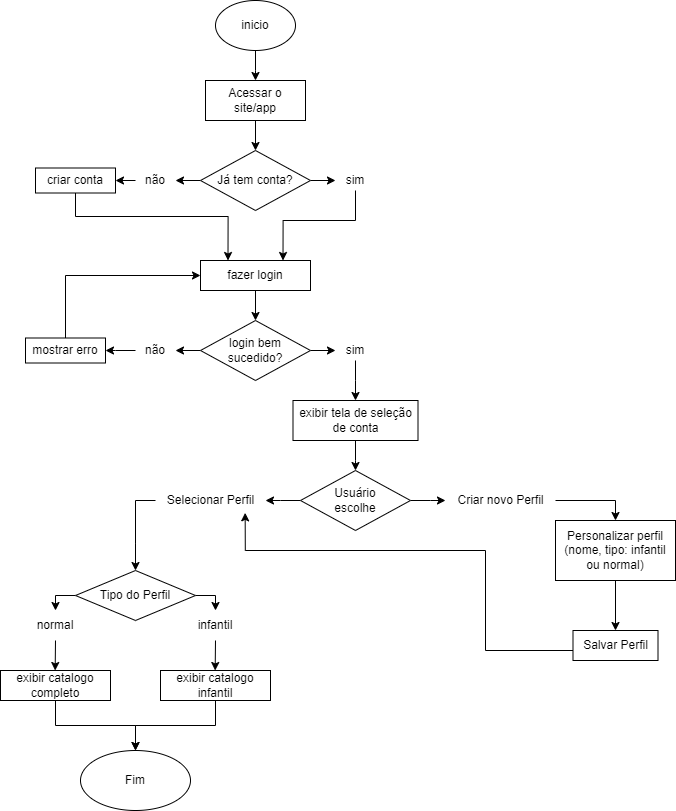 inicio
Acessar o
site/app
Já tem conta?
não
sim
criar conta
fazer login
login bem
sucedido?
não
sim
mostrar erro
exibir tela de seleção
de conta
Usuário
escolhe
Selecionar Perfil
Criar novo Perfil
Personalizar perfil
(nome, tipo: infantil
ou normal)
Salvar Perfil
Tipo do Perfil
normal
infantil
exibir catalogo
completo
exibir catalogo
infantil
Fim